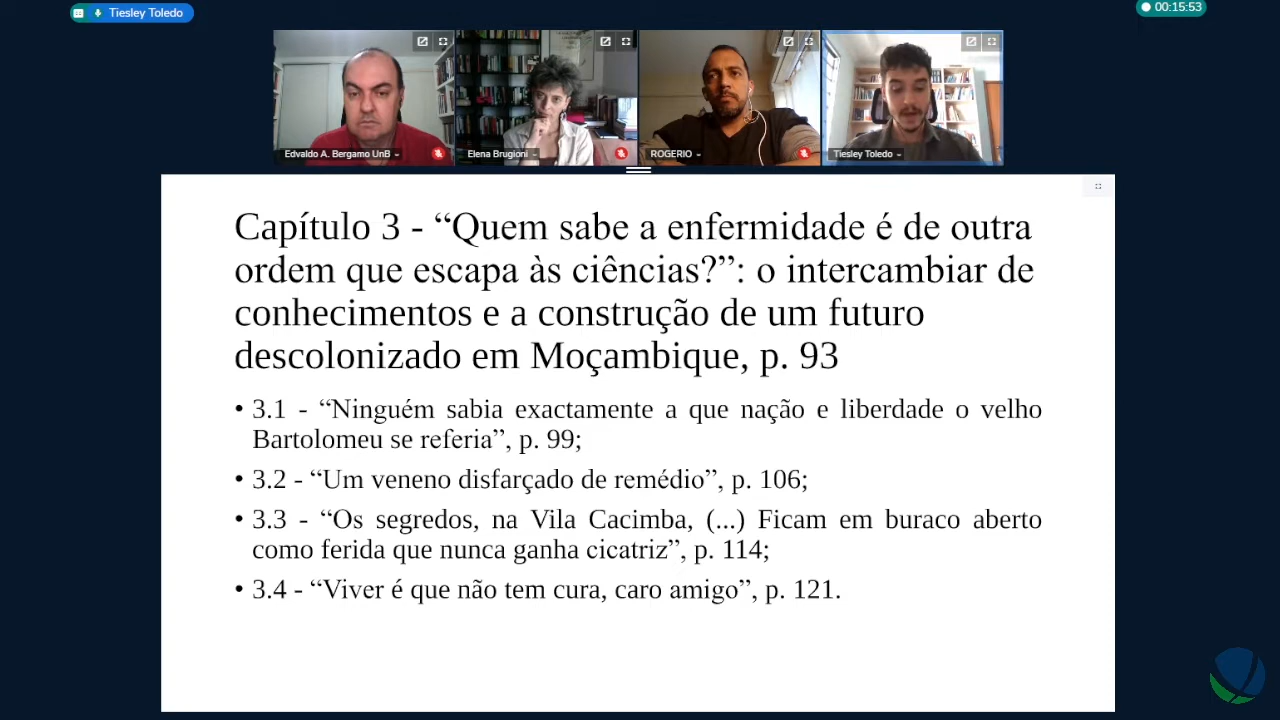 Tiesley Toledo
00:15:53
Edvaldo A. Bergamo UnB
Elena Brugioni
ROGERIO
Tiesley Toledo
Capítulo 3 - “Quem sabe a enfermidade é de outra
ordem que escapa às ciências?”: o intercambiar de
conhecimentos e a construção de um futuro
descolonizado em Moçambique, p. 93
• 3.1 - “Ninguém sabia exactamente a que nação e liberdade o velho
Bartolomeu se referia”, p. 99;
• 3.2 - “Um veneno disfarçado de remédio”, p. 106;
• 3.3 - “Os segredos, na Vila Cacimba, (...) Ficam em buraco aberto
como ferida que nunca ganha cicatriz”, p. 114;
• 3.4 - “Viver é que não tem cura, caro amigo”, p. 121.